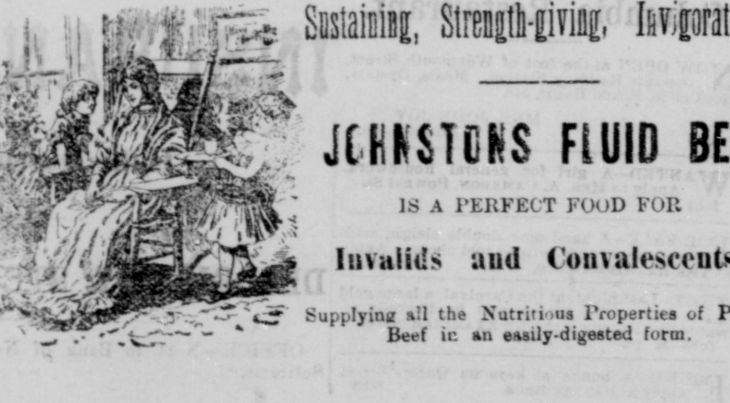 Sustaining, Strength-giving, Invigorat
JOHNSTONS FLUID BE
IS A PERFECT FOOD FOR
Invalids and Convalescents
Supplying all the Nutritious Properties of P
Beef in an easily-digested form.